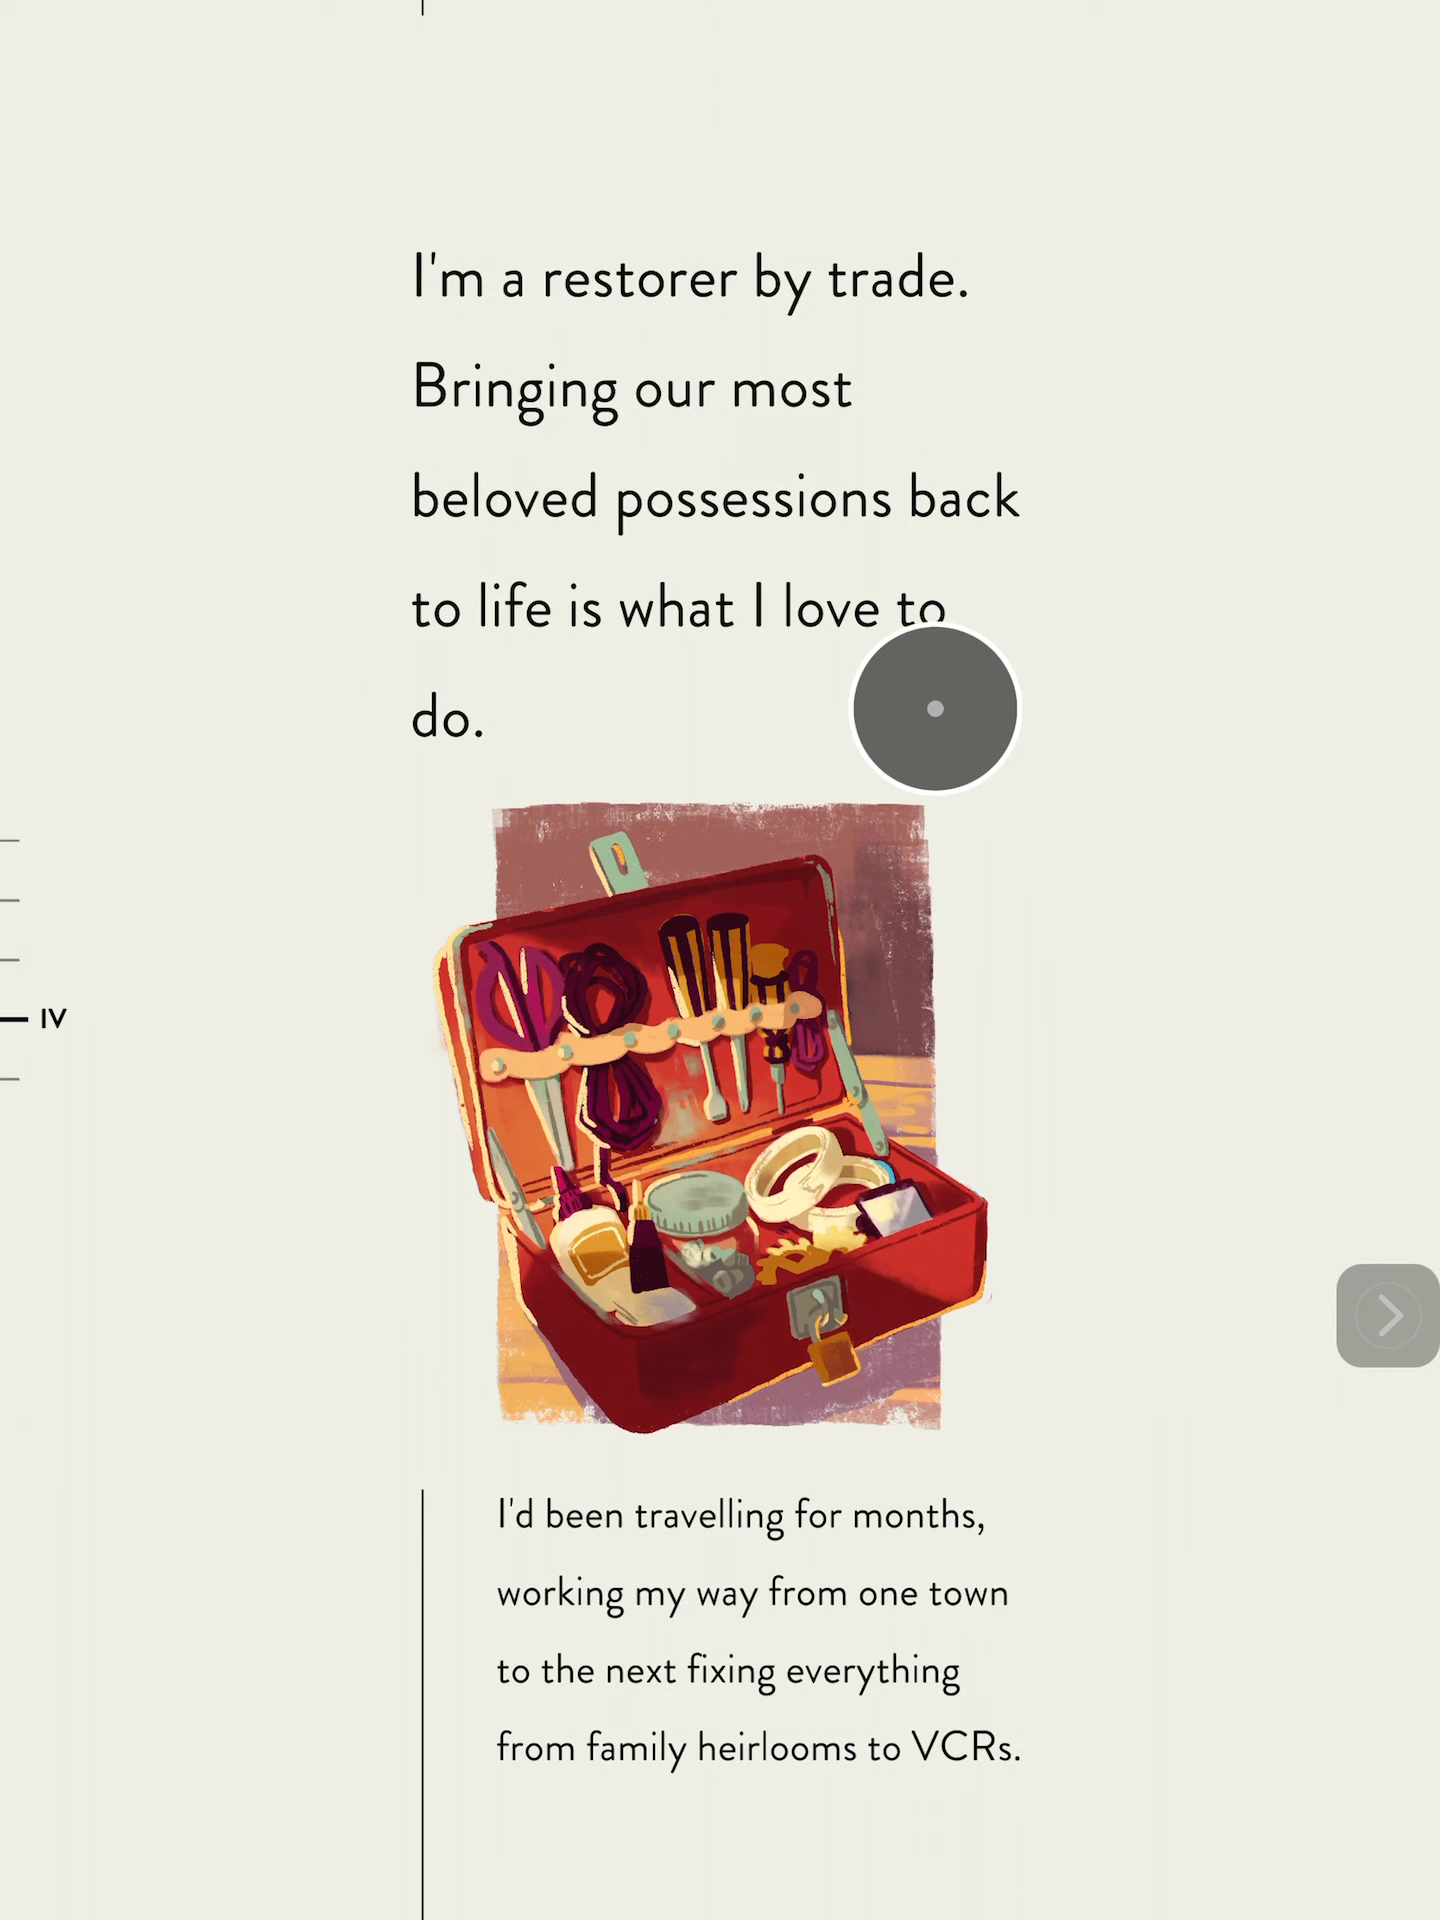 I'm a restorer by trade.
Bringing our most
beloved possessions back
to life is what I love to
do.
IV
I'd been travelling for months,
working my way from one town
to the next fixing everything
from family heirlooms to VCRs.